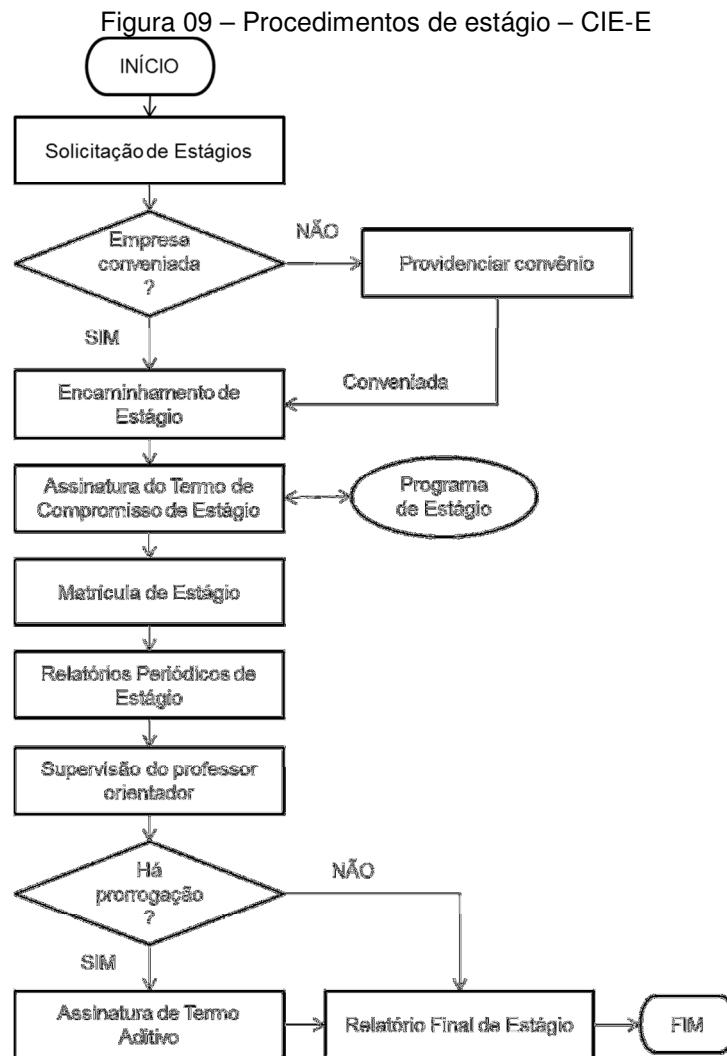 Figura 09 – Procedimentos de estágio – CIE-E
INÍCIO
Solicitação de Estágios
Empresa
conveniada
?
NÃO
Providenciar convênio
SIM
Conveniada
Encaminhamento de
Estágio
Assinatura do Termo de
Compromisso de Estágio
Programa
de Estágio
Matrícula de Estágio
Relatórios Periódicos de
Estágio
Supervisão do professor
orientador
Há
prorrogação
?
NÃO
SIM
Assinatura de Termo
Aditivo
Relatório Final de Estágio
FIM